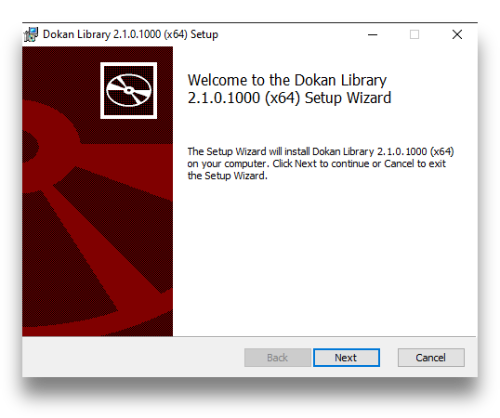 Dokan Library 2.1.0.1000 (x64) Setup
Welcome to the Dokan Library
2.1.0.1000 (x64) Setup Wizard
The Setup Wizard will install Dokan Library 2.1.0.1000 (x64)
on your computer. Click Next to continue or Cancel to exit
the Setup Wizard.
Back Next Cancel